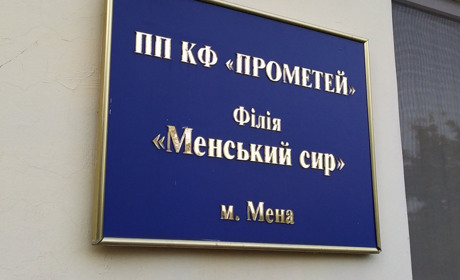 ПП КФ «ПРОМЕТЕЙ»
Філія
«Менський сир»
м. Мена